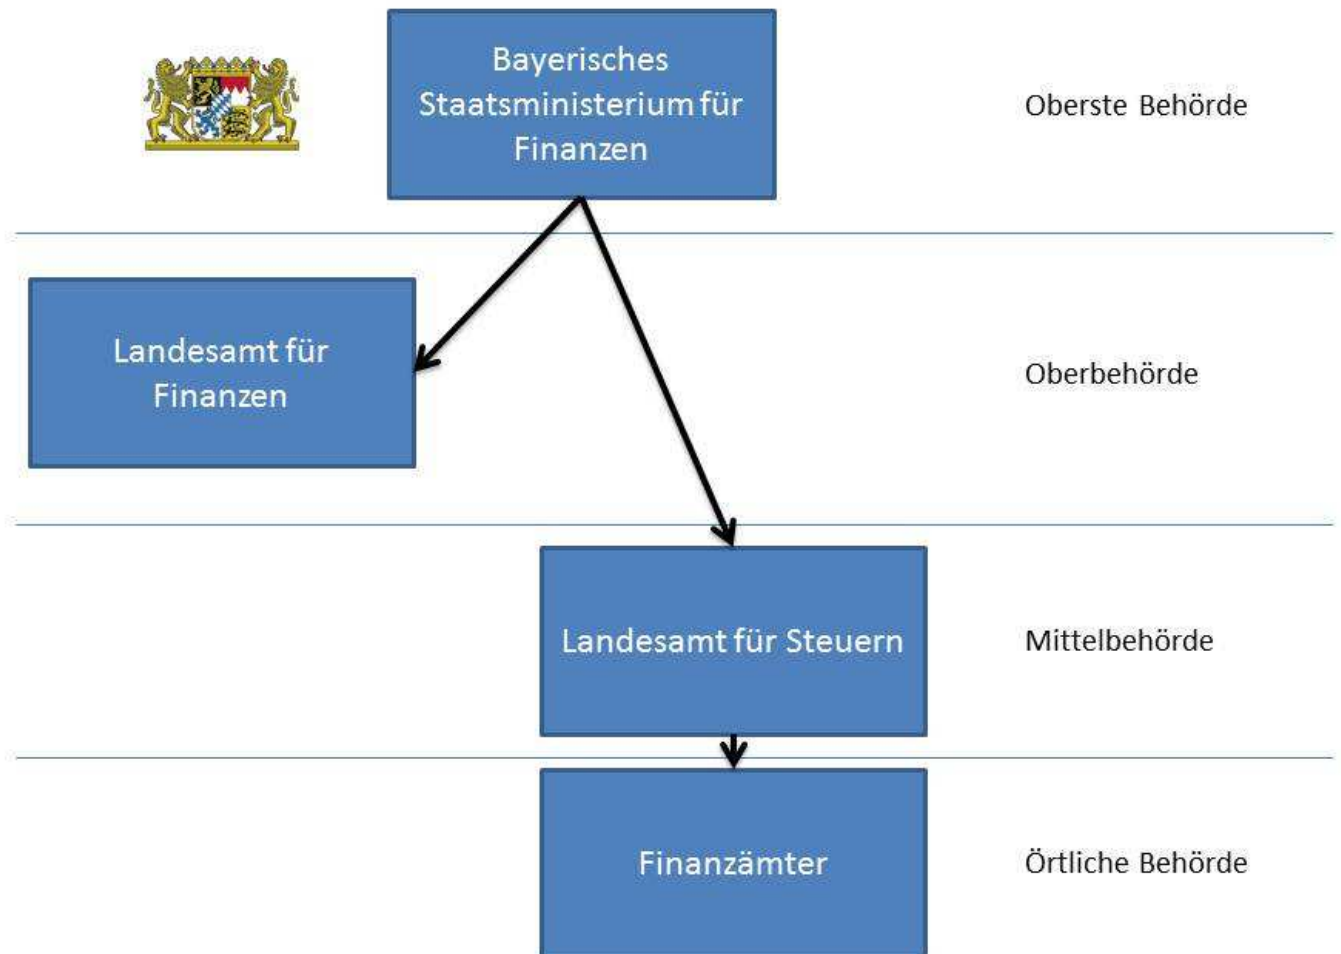 Bayerisches
Staatsministerium für
Finanzen
Oberste Behörde
Landesamt für
Finanzen
Oberbehörde
Landesamt für Steuern
Mittelbehörde
Finanzämter
Örtliche Behörde